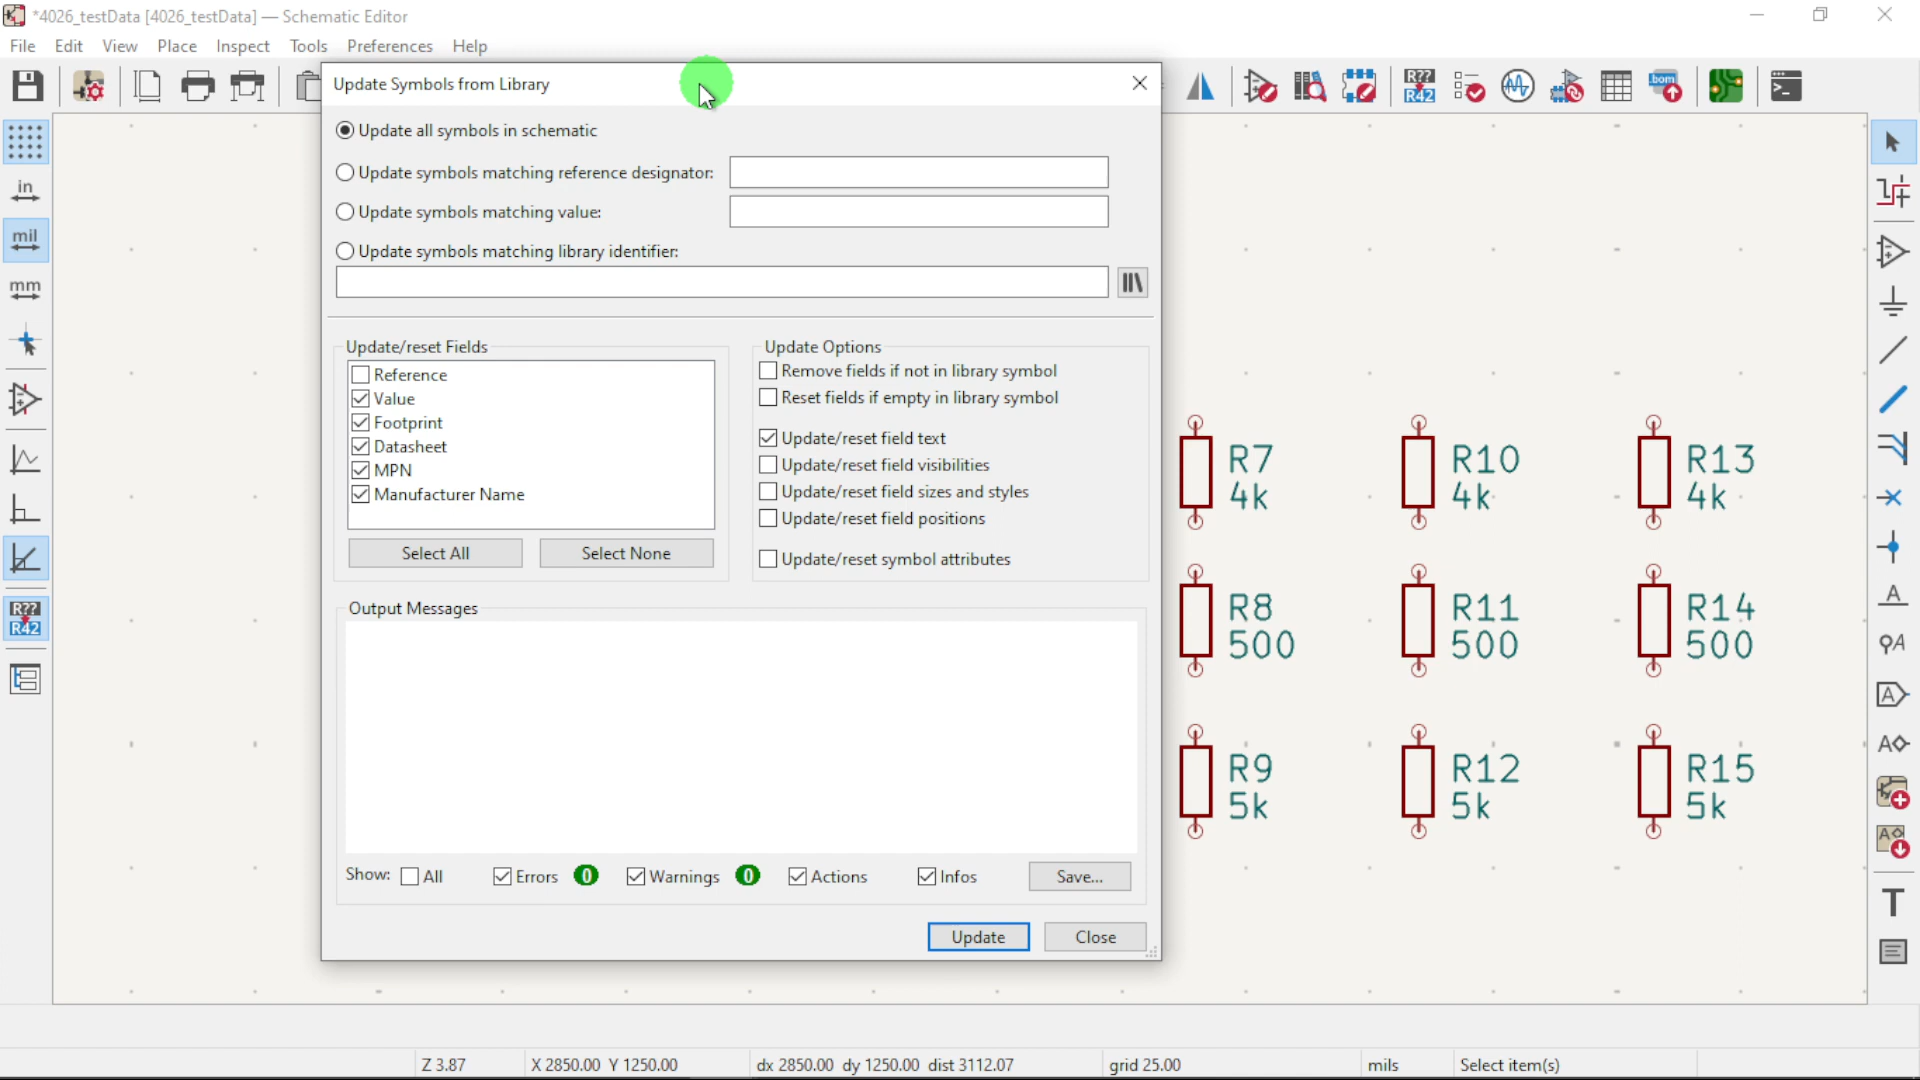 *4026_testData [4026_testData] — Schematic Editor
File Edit View Place Inspect Tools Preferences Help
R??
R42
bom
Update Symbols from Library
Update all symbols in schematic
Update symbols matching reference designator:
Update symbols matching value:
Update symbols matching library identifier:
Update/reset Fields
Reference
Value
Footprint
Datasheet
MPN
Manufacturer Name
Select All Select None
Update Options
Remove fields if not in library symbol
Reset fields if empty in library symbol
Update/reset field text
Update/reset field visibilities
Update/reset field sizes and styles
Update/reset field positions
Update/reset symbol attributes
Output Messages
Show: All Errors 0 Warnings 0 Actions Infos Save...
Update Close
in
mil
mm
R??
R42
R7
4k
R10
4k
R13
4k
R8
500
R11
500
R14
500
R9
5k
R12
5k
R15
5k
A
A
A
A
A
T
Z 3.87 X 2850.00 Y 1250.00 dx 2850.00 dy 1250.00 dist 3112.07 grid 25.00 mils Select item(s)